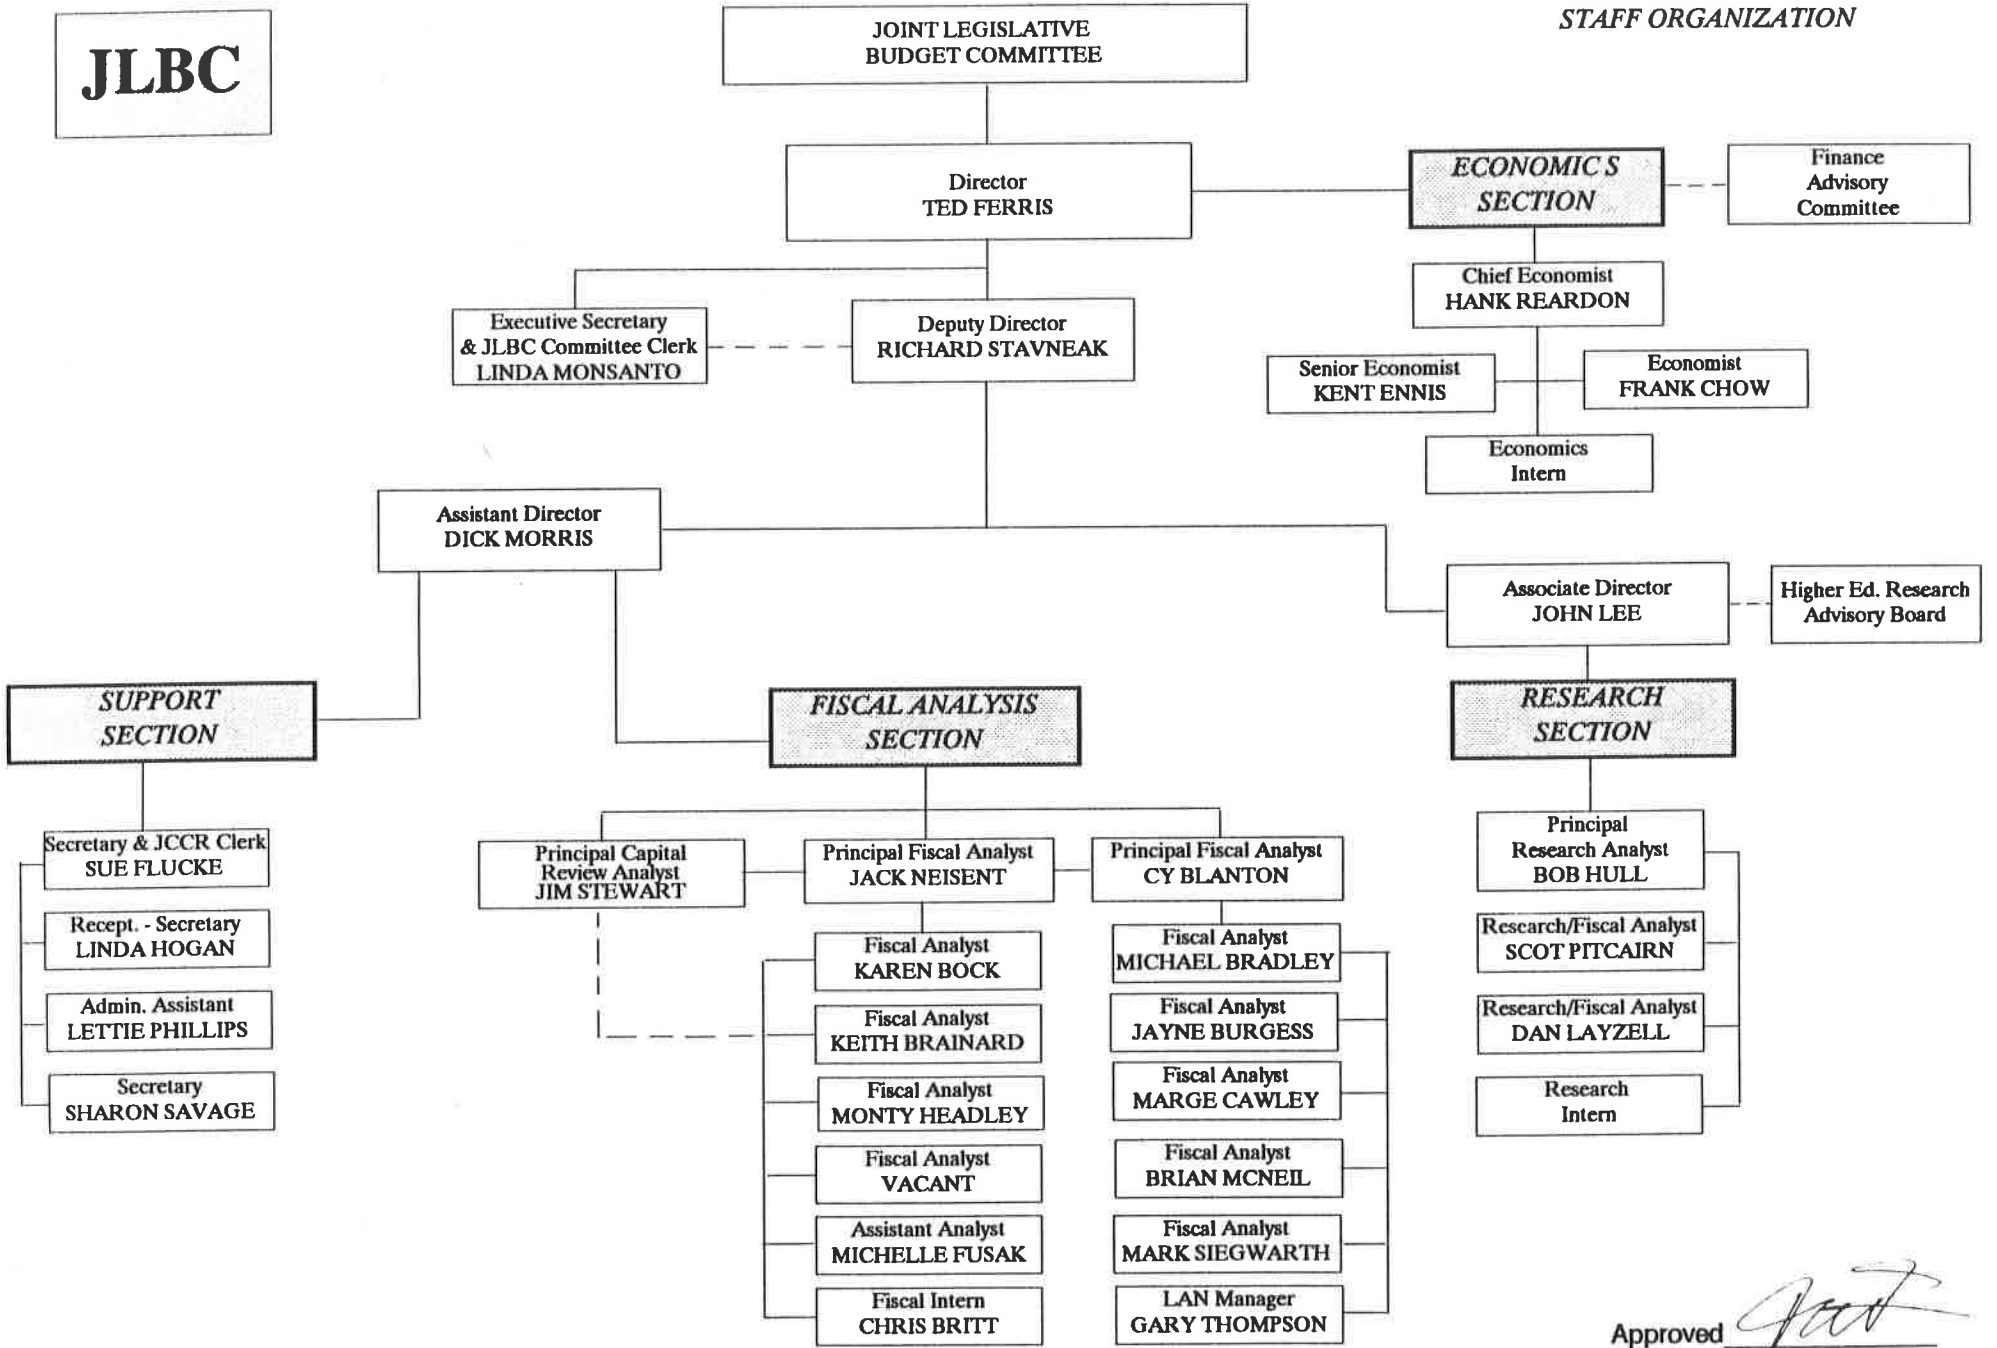 JLBC
STAFF ORGANIZATION
JOINT LEGISLATIVE
BUDGET COMMITTEE
Director
TED FERRIS
ECONOMIC S
SECTION
Finance
Advisory
Committee
Chief Economist
HANK REARDON
Executive Secretary
& JLBC Committee Clerk
LINDA MONSANTO
Deputy Director
RICHARD STAVNEAK
Senior Economist
KENT ENNIS
Economist
FRANK CHOW
Economics
Intern
Assistant Director
DICK MORRIS
Associate Director
JOHN LEE
Higher Ed. Research
Advisory Board
SUPPORT
SECTION
FISCAL ANALYSIS
SECTION
RESEARCH
SECTION
Secretary & JCCR Clerk
SUE FLUCKE
Recept. - Secretary
LINDA HOGAN
Admin. Assistant
LETTIE PHILLIPS
Secretary
SHARON SAVAGE
Principal Capital
Review Analyst
JIM STEWART
Principal Fiscal Analyst
JACK NEISENT
Fiscal Analyst
KAREN BOCK
Fiscal Analyst
KEITH BRAINARD
Fiscal Analyst
MONTY HEADLEY
Fiscal Analyst
VACANT
Assistant Analyst
MICHELLE FUSAK
Fiscal Intern
CHRIS BRITT
Principal Fiscal Analyst
CY BLANTON
Fiscal Analyst
MICHAEL BRADLEY
Fiscal Analyst
JAYNE BURGESS
Fiscal Analyst
MARGE CAWLEY
Fiscal Analyst
BRIAN MCNEIL
Fiscal Analyst
MARK SIEGWARTH
LAN Manager
GARY THOMPSON
Principal
Research Analyst
BOB HULL
Research/Fiscal Analyst
SCOT PITCAIRN
Research/Fiscal Analyst
DAN LAYZELL
Research
Intern
Approved